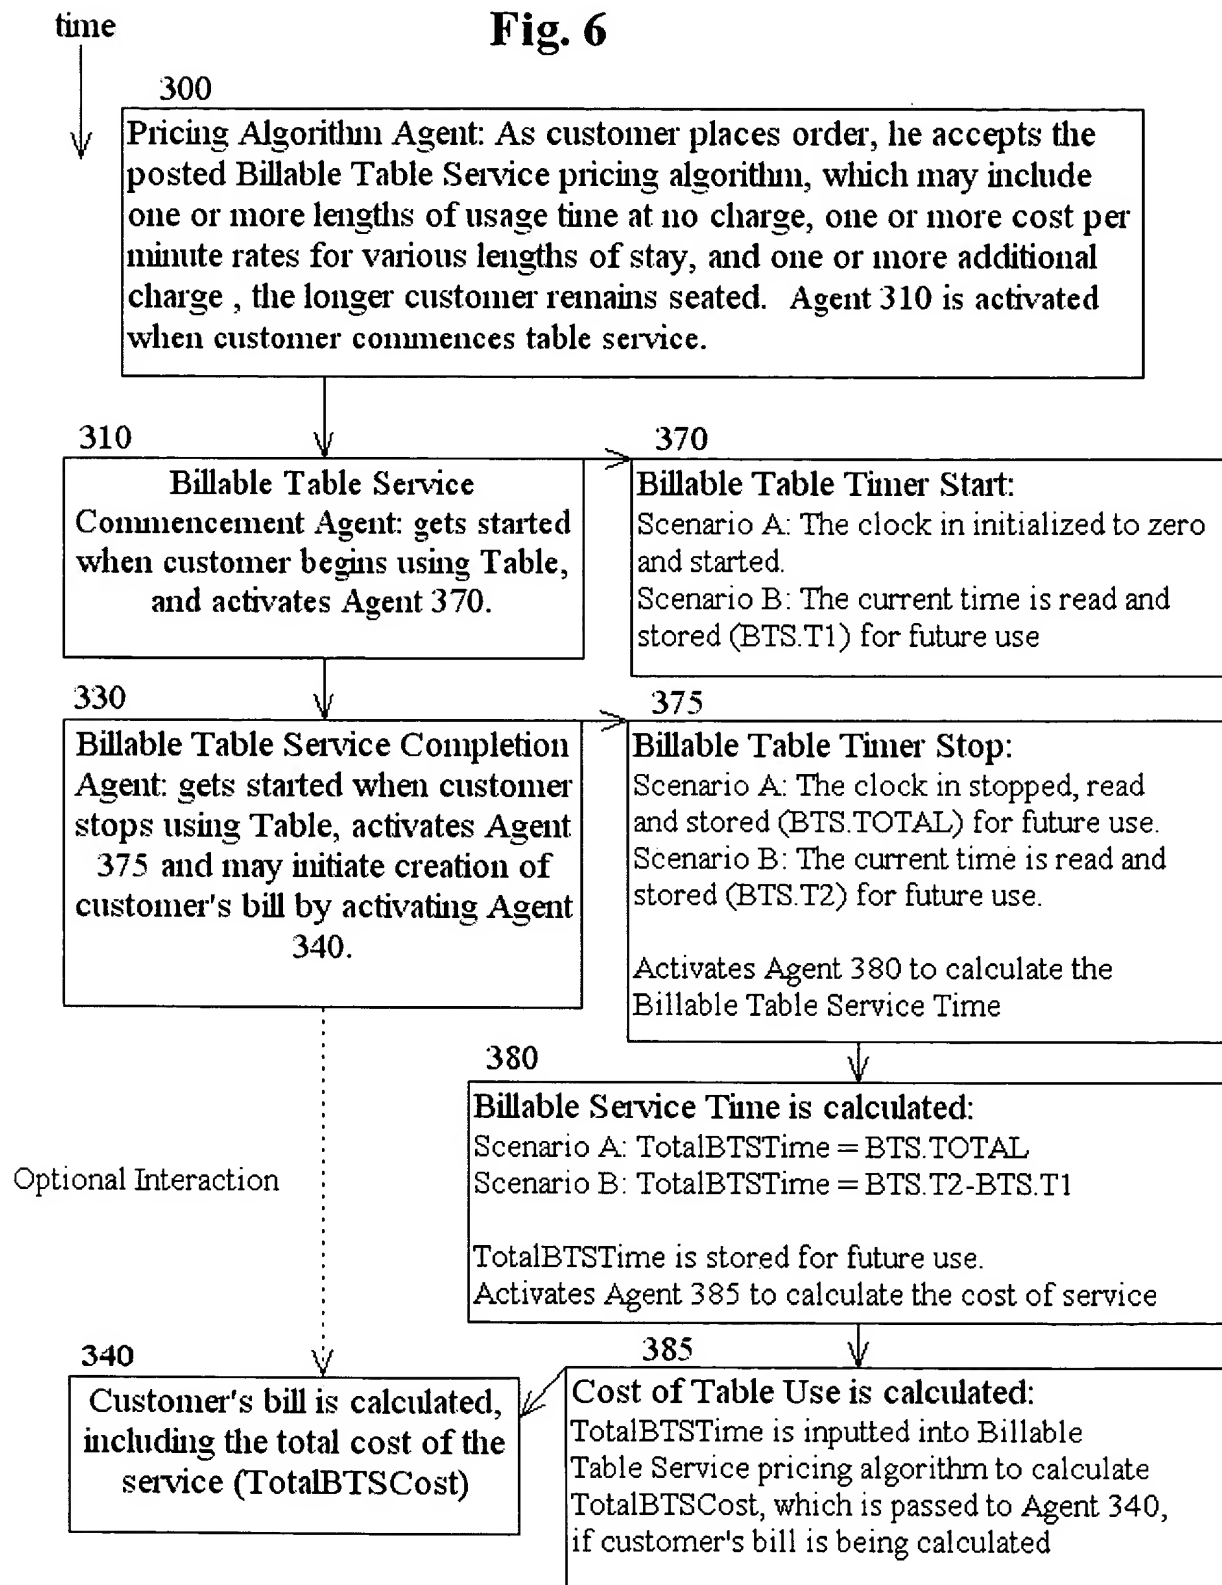 time
Fig. 6
300
Pricing Algorithm Agent: As customer places order, he accepts the
posted Billable Table Service pricing algorithm, which may include
one or more lengths of usage time at no charge, one or more cost per
minute rates for various lengths of stay, and one or more additional
charge , the longer customer remains seated. Agent 310 is activated
when customer commences table service.
310
Billable Table Service
Commencement Agent: gets started
when customer begins using Table,
and activates Agent 370.
370
Billable Table Timer Start:
Scenario A: The clock in initialized to zero
and started.
Scenario B: The current time is read and
stored (BTS.T1) for future use
330
Billable Table Service Completion
Agent: gets started when customer
stops using Table, activates Agent
375 and may initiate creation of
customer's bill by activating Agent
340.
375
Billable Table Timer Stop:
Scenario A: The clock in stopped, read
and stored (BTS.TOTAL) for future use.
Scenario B: The current time is read and
stored (BTS.T2) for future use.
Activates Agent 380 to calculate the
Billable Table Service Time
380
Billable Service Time is calculated:
Scenario A: TotalBTSTime = BTS.TOTAL
Scenario B: TotalBTSTime = BTS.T2-BTS.T1
TotalBTSTime is stored for future use.
Activates Agent 385 to calculate the cost of service
Optional Interaction
340
Customer's bill is calculated,
including the total cost of the
service (TotalBTSCost)
385
Cost of Table Use is calculated:
TotalBTSTime is inputted into Billable
Table Service pricing algorithm to calculate
TotalBTSCost, which is passed to Agent 340,
if customer's bill is being calculated